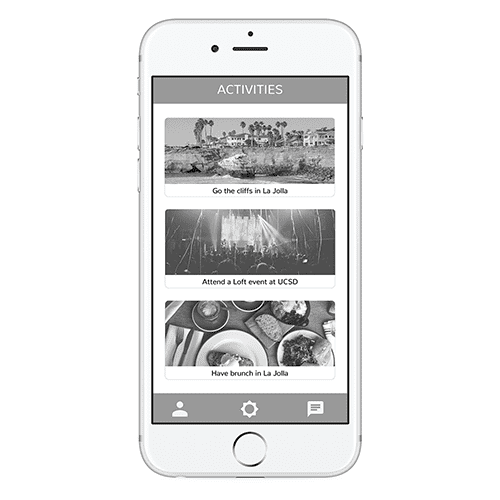 ACTIVITIES
Go the cliffs in La Jolla
Attend a Loft event at UCSD
Have brunch in La Jolla